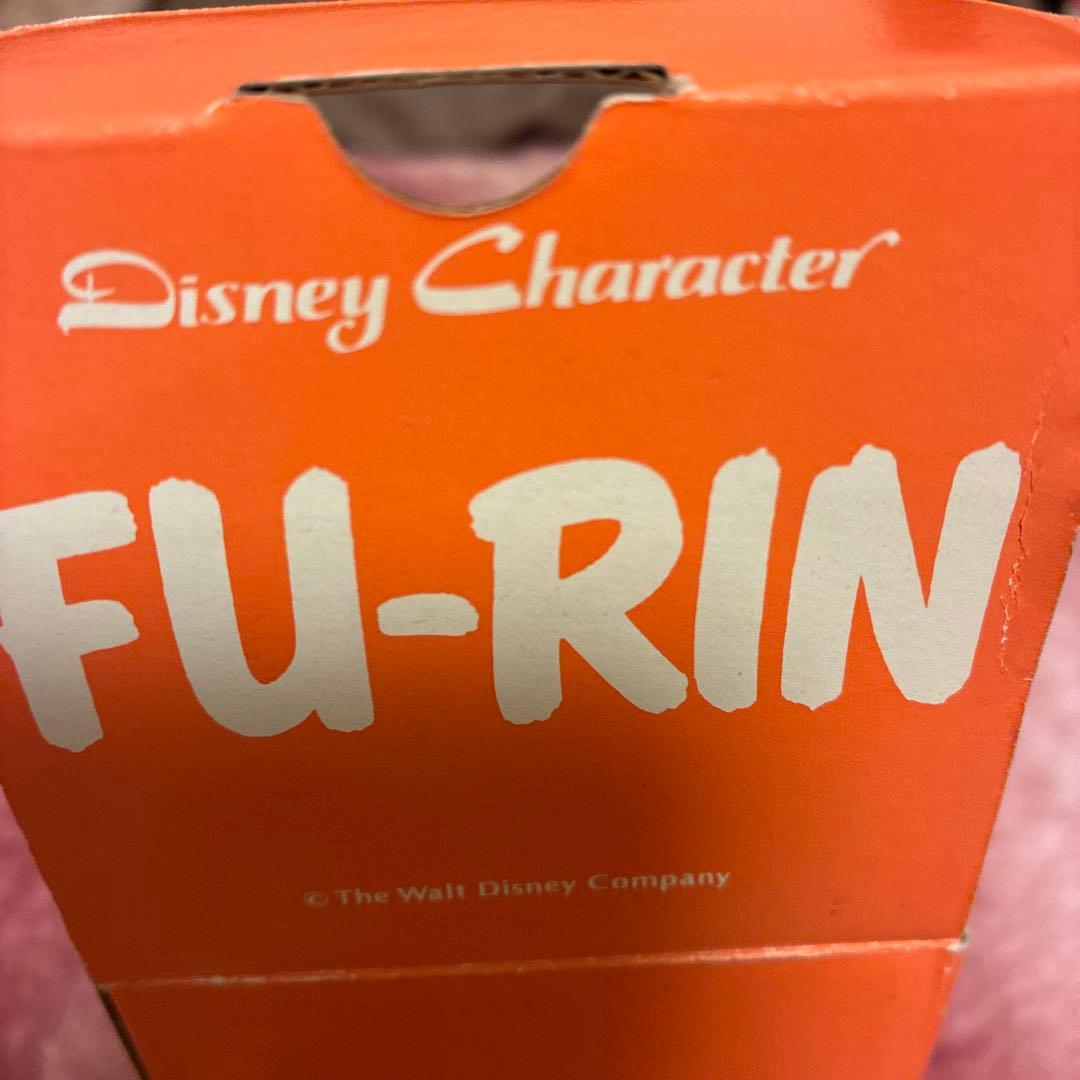 Disney Character
FU-RIN
© The Walt Disney Company